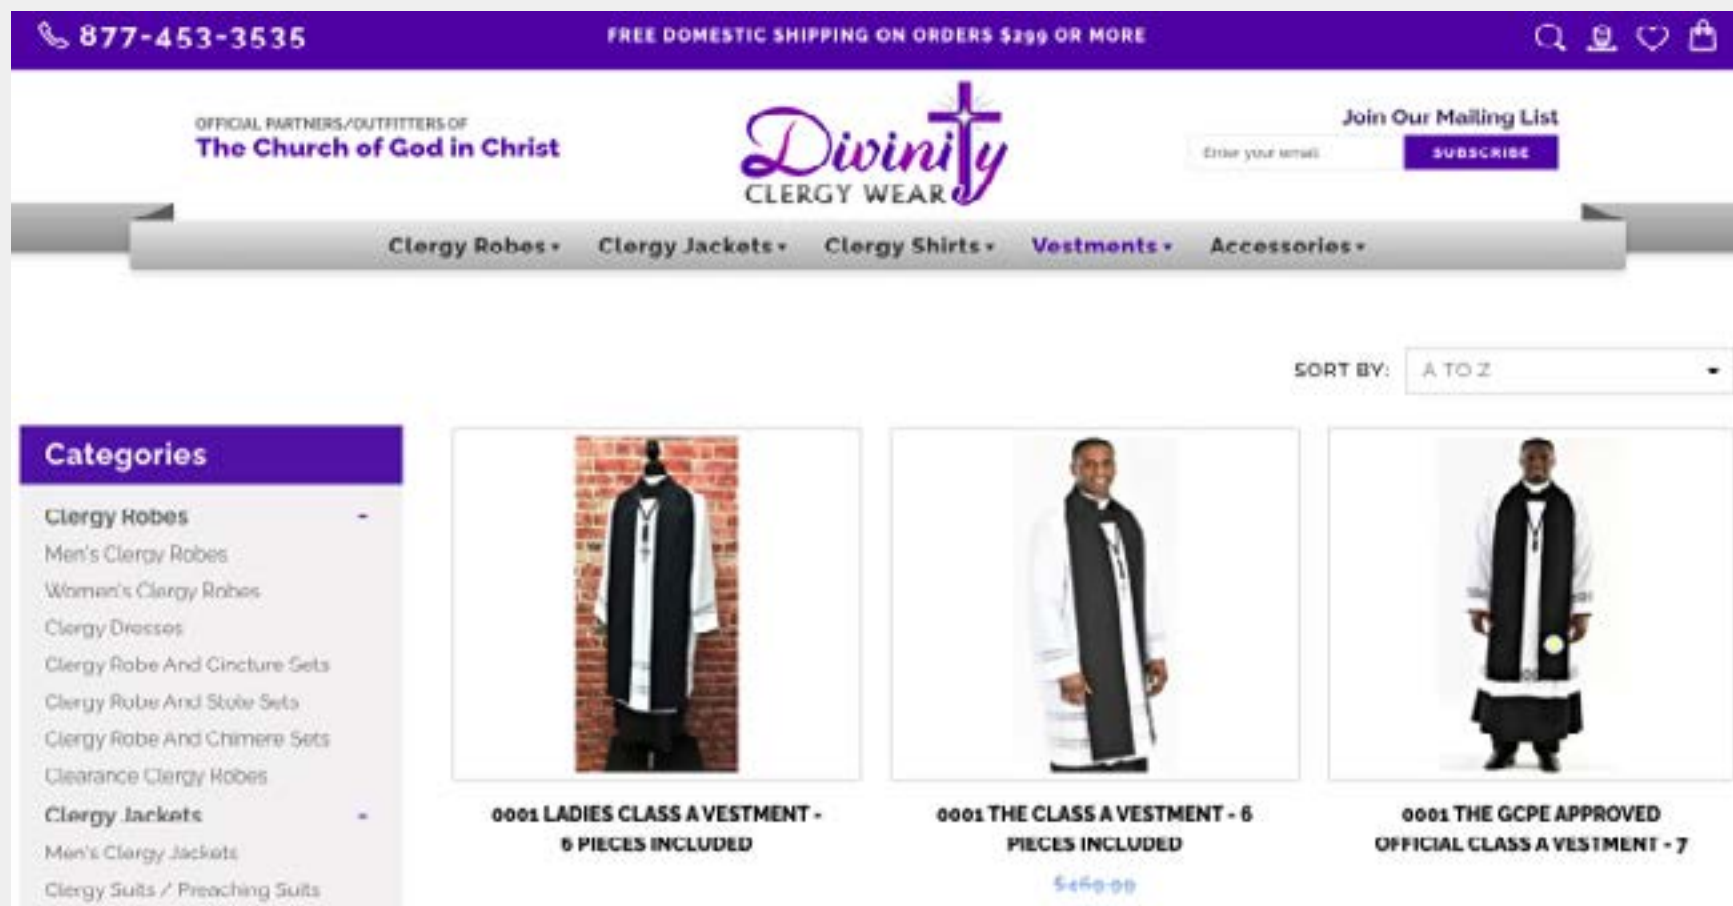 877-453-3535
FREE DOMESTIC SHIPPING ON ORDERS $299 OR MORE
OFFICIAL PARTNERS/OUTFITTERS OF
The Church of God in Christ
Divinity
CLERGY WEAR
Join Our Mailing List
Enter your email
SUBSCRIBE
Clergy Robes
Clergy Jackets
Clergy Shirts
Vestments
Accessories
SORT BY:
A TO Z
Categories
Clergy Robes -
Men's Clergy Robes
Women's Clergy Robes
Clergy Dresses
Clergy Robe And Cincture Sets
Clergy Robe And Stole Sets
Clergy Robe And Chimere Sets
Clearance Clergy Robes
Clergy Jackets -
Men's Clergy Jackets
Clergy Suits / Preaching Suits
0001 LADIES CLASS A VESTMENT -
6 PIECES INCLUDED
0001 THE CLASS A VESTMENT - 6
PIECES INCLUDED
0001 THE GCPE APPROVED
OFFICIAL CLASS A VESTMENT - 7